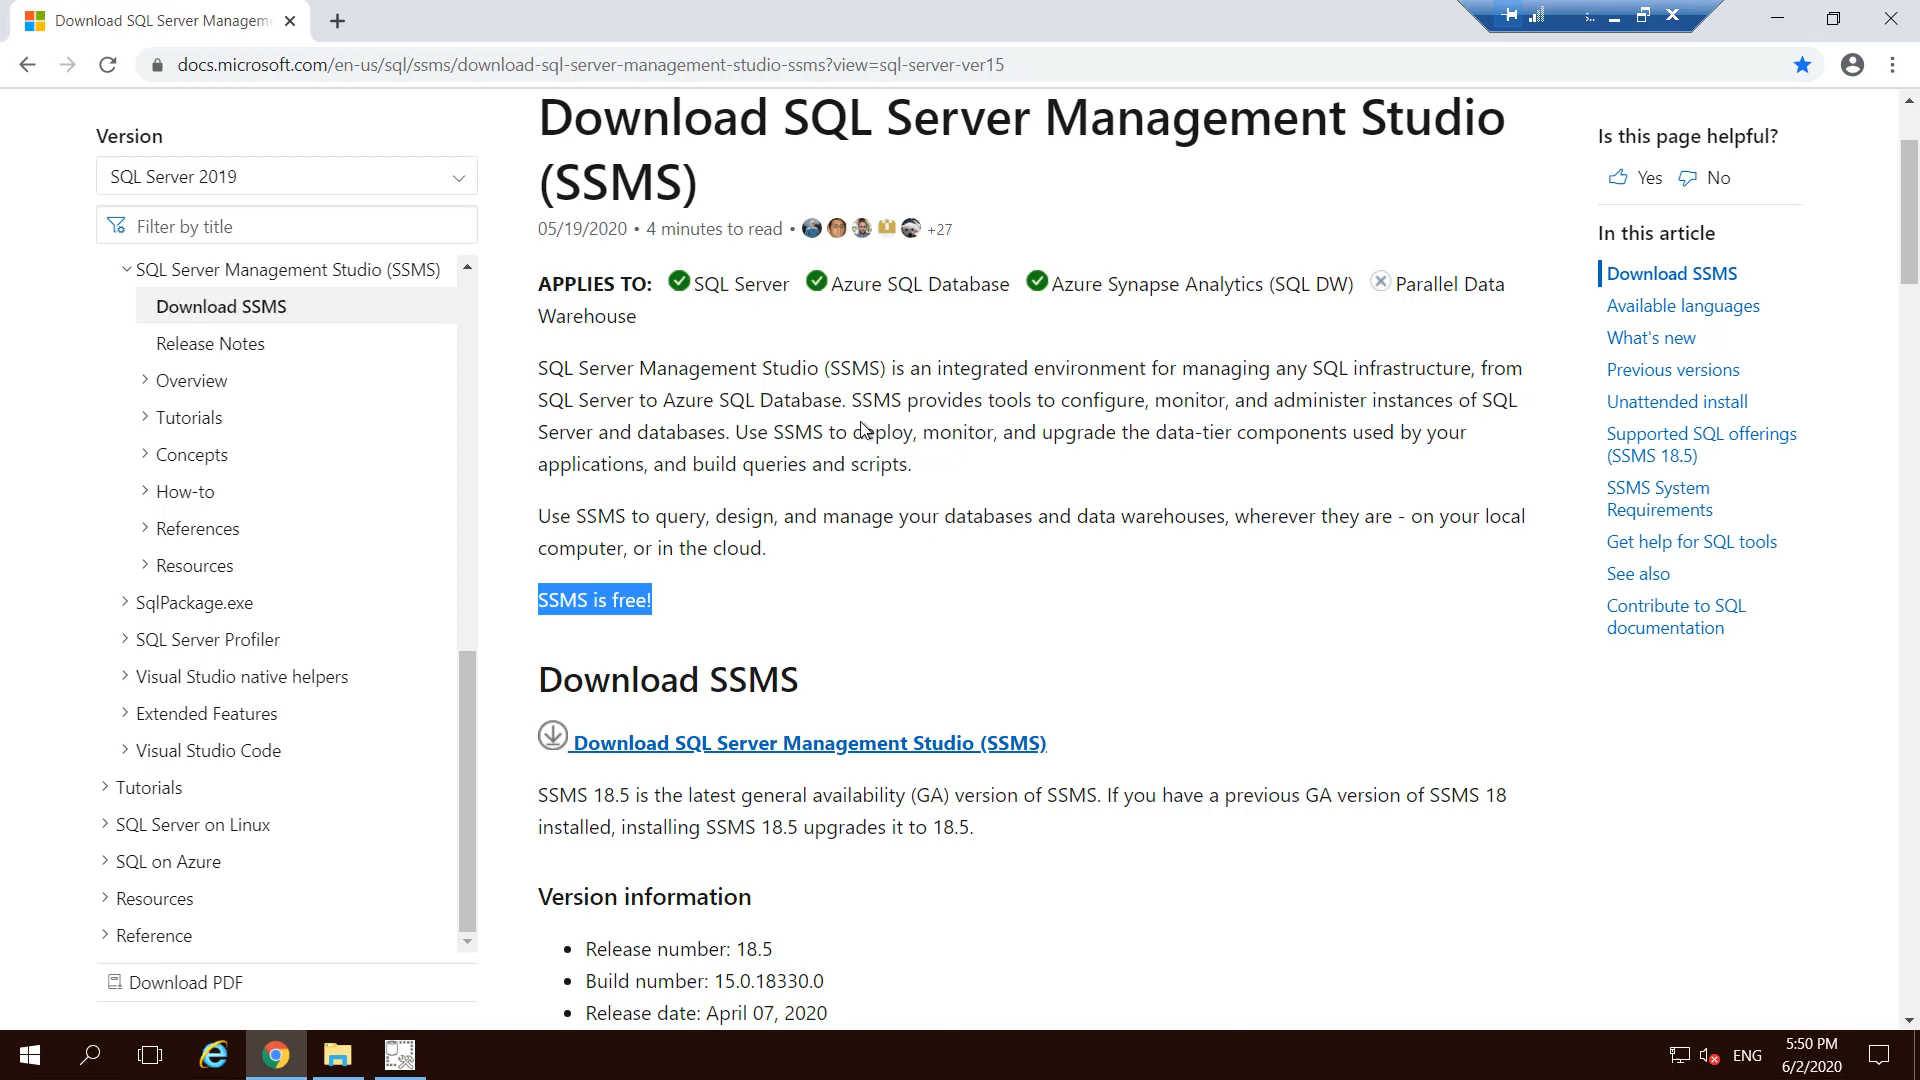 Download SQL Server Managem
docs.microsoft.com/en-us/sql/ssms/download-sql-server-management-studio-ssms?view=sql-server-ver15
Version
SQL Server 2019
Filter by title
SQL Server Management Studio (SSMS)
Download SSMS
Release Notes
Overview
Tutorials
Concepts
How-to
References
Resources
SqlPackage.exe
SQL Server Profiler
Visual Studio native helpers
Extended Features
Visual Studio Code
Tutorials
SQL Server on Linux
SQL on Azure
Resources
Reference
Download PDF
Download SQL Server Management Studio
(SSMS)
05/19/2020 • 4 minutes to read • +27
APPLIES TO: SQL Server Azure SQL Database Azure Synapse Analytics (SQL DW) Parallel Data
Warehouse
SQL Server Management Studio (SSMS) is an integrated environment for managing any SQL infrastructure, from
SQL Server to Azure SQL Database. SSMS provides tools to configure, monitor, and administer instances of SQL
Server and databases. Use SSMS to deploy, monitor, and upgrade the data-tier components used by your
applications, and build queries and scripts.
Use SSMS to query, design, and manage your databases and data warehouses, wherever they are - on your local
computer, or in the cloud.
SSMS is free!
Download SSMS
Download SQL Server Management Studio (SSMS)
SSMS 18.5 is the latest general availability (GA) version of SSMS. If you have a previous GA version of SSMS 18
installed, installing SSMS 18.5 upgrades it to 18.5.
Version information
• Release number: 18.5
• Build number: 15.0.18330.0
• Release date: April 07, 2020
Is this page helpful?
Yes No
In this article
Download SSMS
Available languages
What's new
Previous versions
Unattended install
Supported SQL offerings
(SSMS 18.5)
SSMS System
Requirements
Get help for SQL tools
See also
Contribute to SQL
documentation
ENG
5:50 PM
6/2/2020